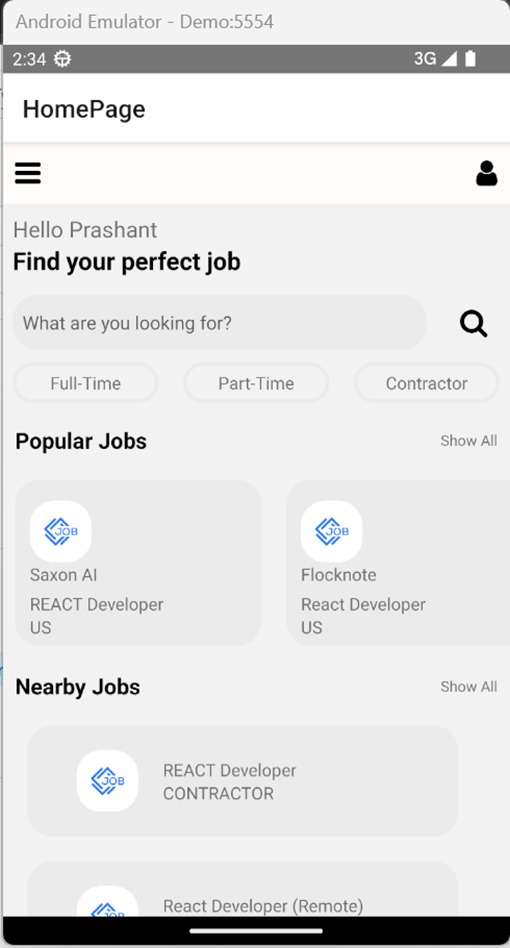 Android Emulator - Demo:5554
2:34
3G
HomePage
Hello Prashant
Find your perfect job
What are you looking for?
Full-Time
Part-Time
Contractor
Popular Jobs
Show All
JOB
Saxon AI
REACT Developer
US
JOB
Flocknote
React Developer
US
Nearby Jobs
Show All
JOB
REACT Developer
CONTRACTOR
React Developer (Remote)